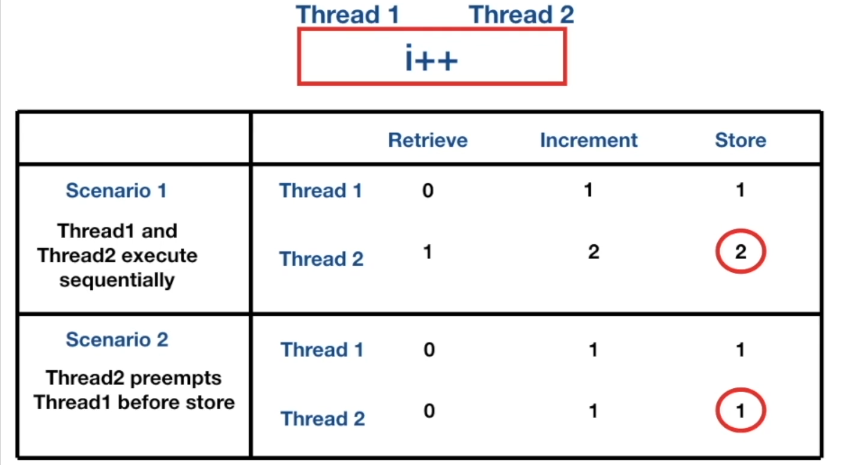 Thread 1 Thread 2
i++
Retrieve Increment Store
Scenario 1
Thread1 and
Thread2 execute
sequentially
Thread 1 0 1 1
Thread 2 1 2 2
Scenario 2
Thread2 preempts
Thread1 before store
Thread 1 0 1 1
Thread 2 0 1 1